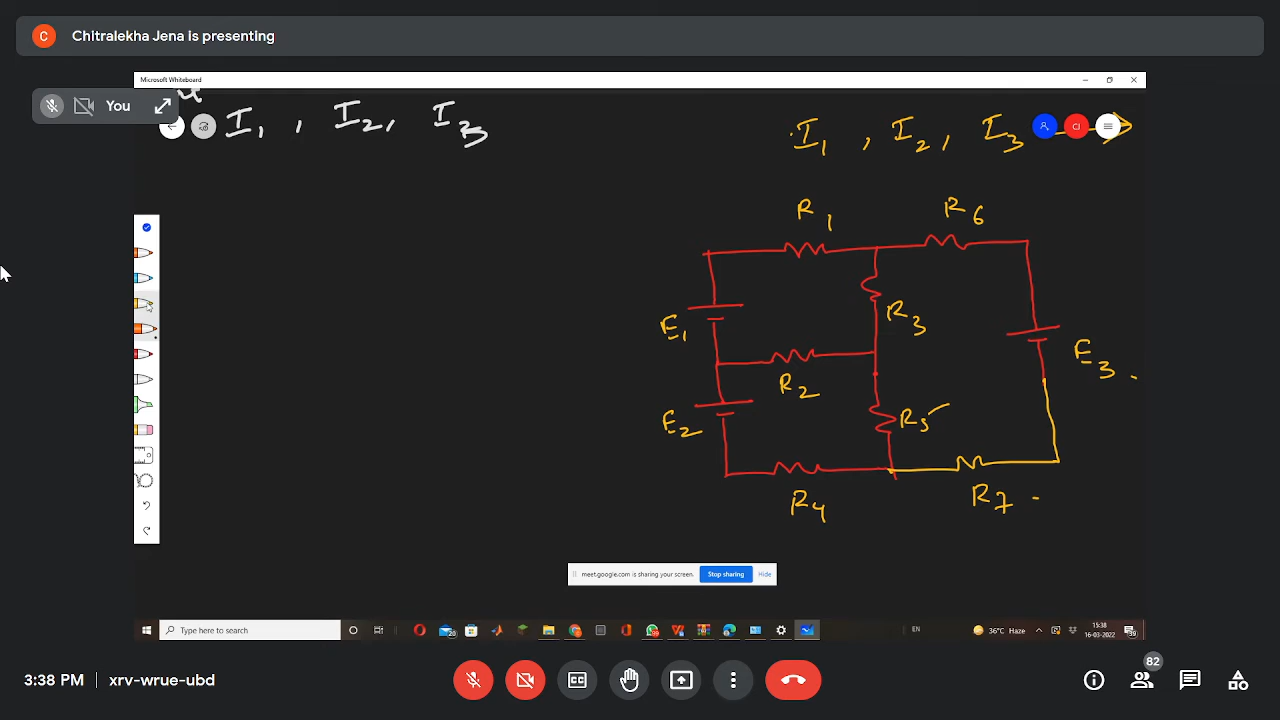 C Chitralekha Jena is presenting
Microsoft Whiteboard
You
I1 , I2, I3
I1 , I2, I3
CJ
R1
R6
E1
R3
R2
E3
E2
R5
R4
R7
meet.google.com is sharing your screen. Stop sharing Hide
Type here to search
36°C Haze
ENG
15:38
16-03-2022
3:38 PM | xrv-wrue-ubd
82